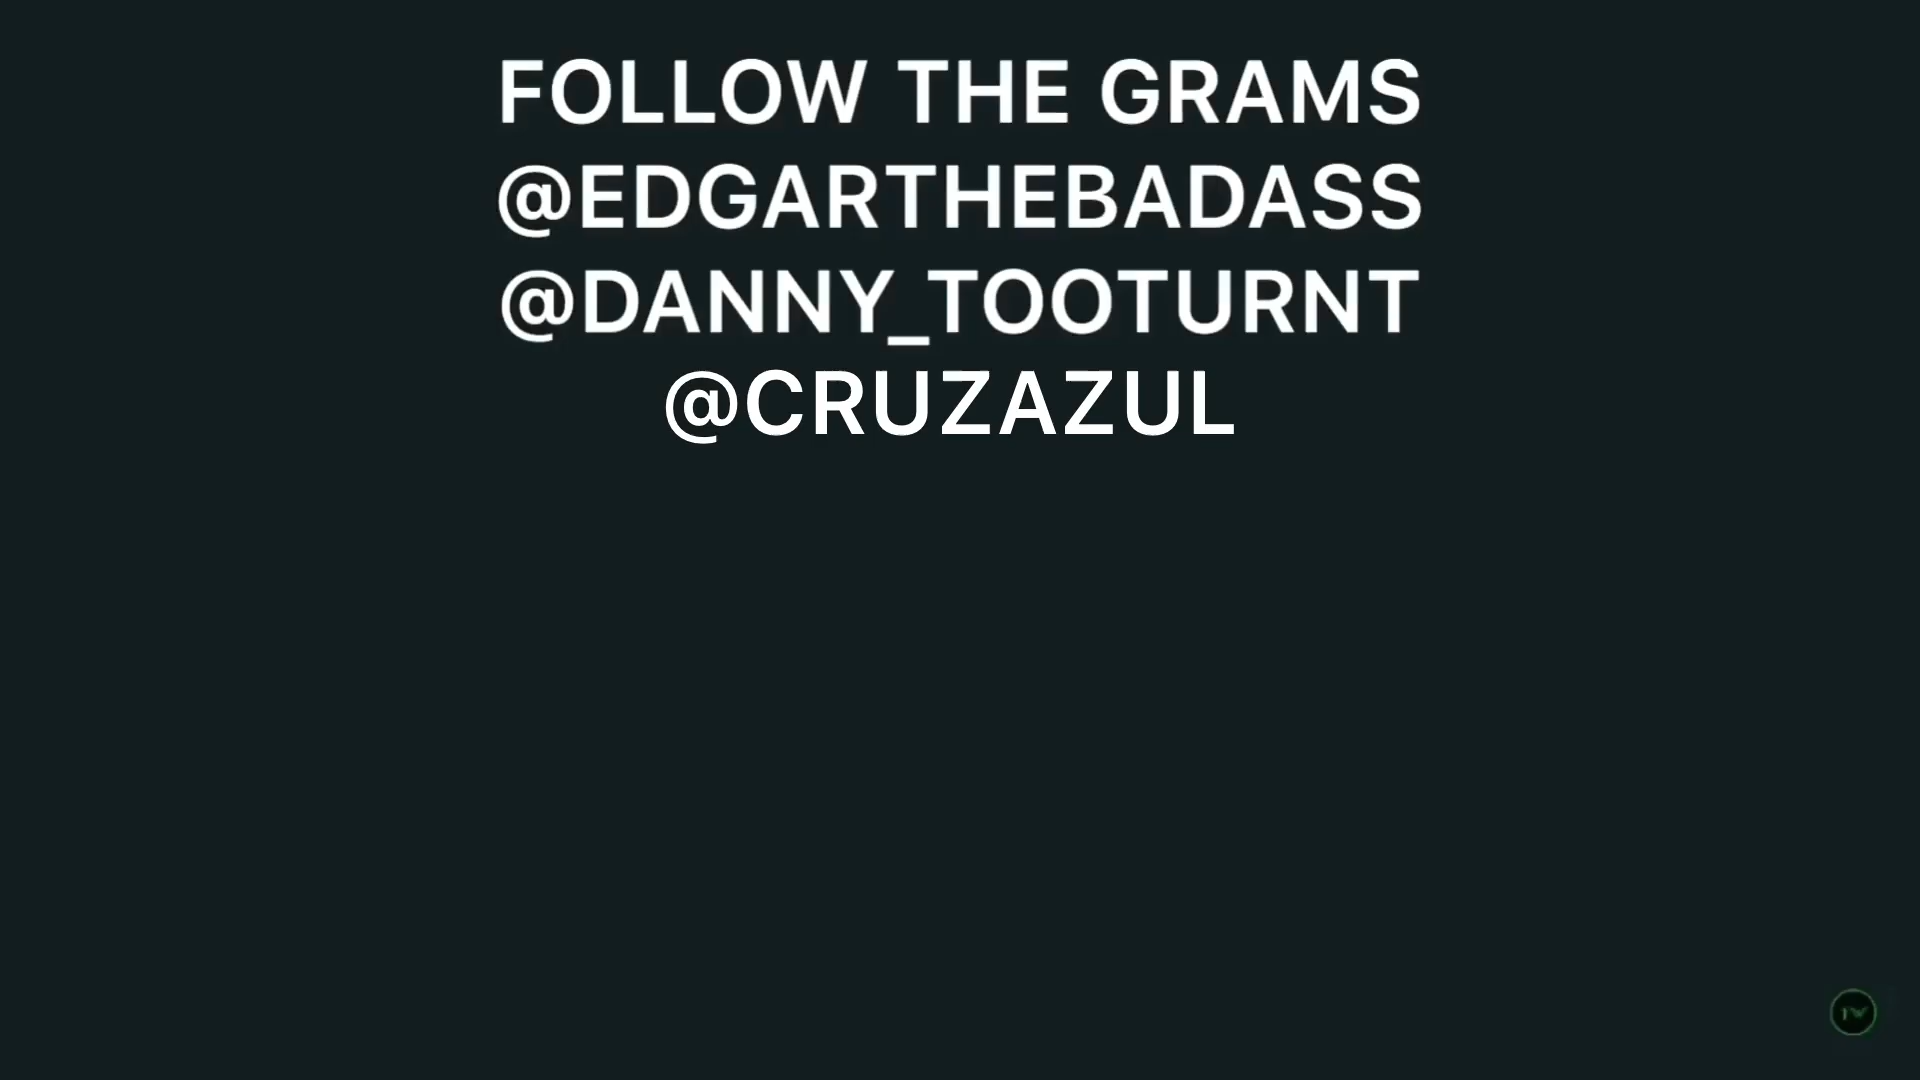 FOLLOW THE GRAMS
@EDGARTHEBADASS
@DANNY_TOOTURNT
@CRUZAZUL